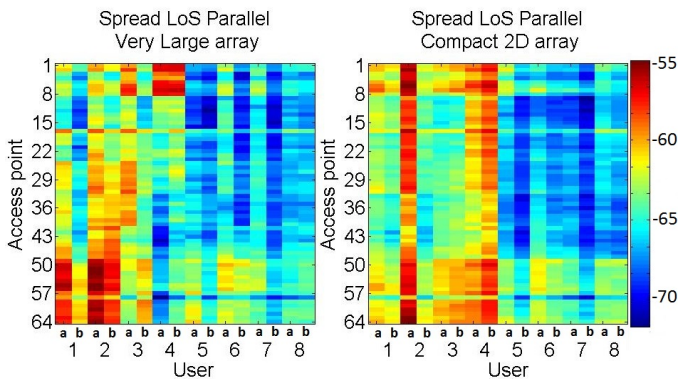 Spread LoS Parallel
Very Large array
Spread LoS Parallel
Compact 2D array
Access point
1
8
15
22
29
36
43
50
57
64
a b a b a b a b a b a b a b a b
1 2 3 4 5 6 7 8
User
Access point
1
8
15
22
29
36
43
50
57
64
a b a b a b a b a b a b a b a b
1 2 3 4 5 6 7 8
User
-55
-60
-65
-70